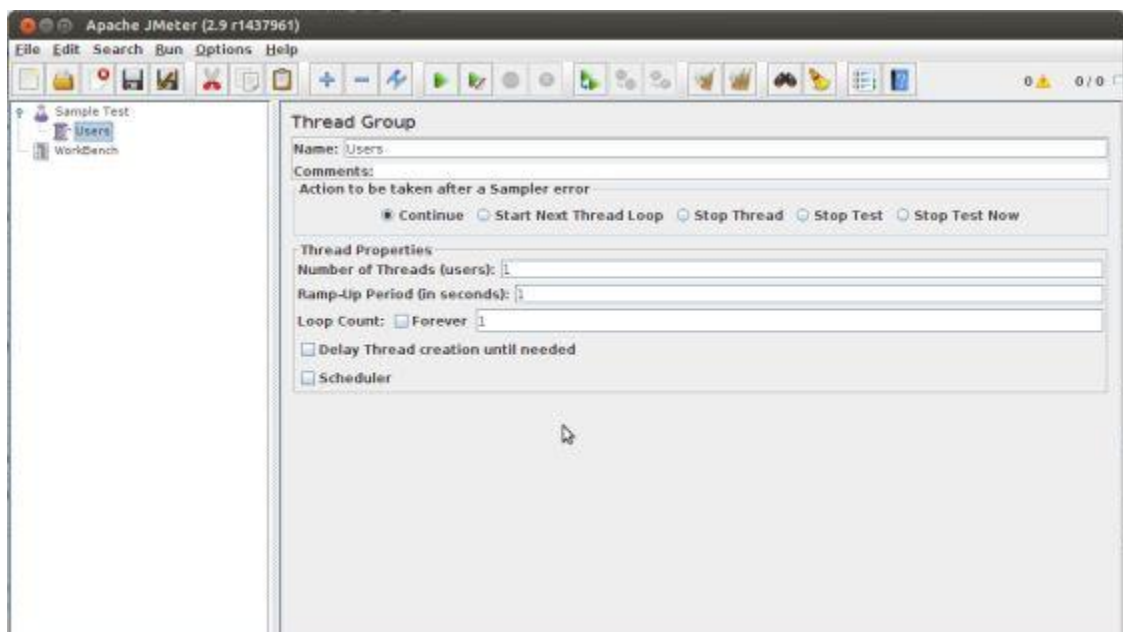 Apache JMeter (2.9 r1437961)
File Edit Search Run Options Help
0 0 / 0
Sample Test
Users
WorkBench
Thread Group
Name: Users
Comments:
Action to be taken after a Sampler error
Continue Start Next Thread Loop Stop Thread Stop Test Stop Test Now
Thread Properties
Number of Threads (users): 1
Ramp-Up Period (in seconds): 1
Loop Count: Forever 1
Delay Thread creation until needed
Scheduler